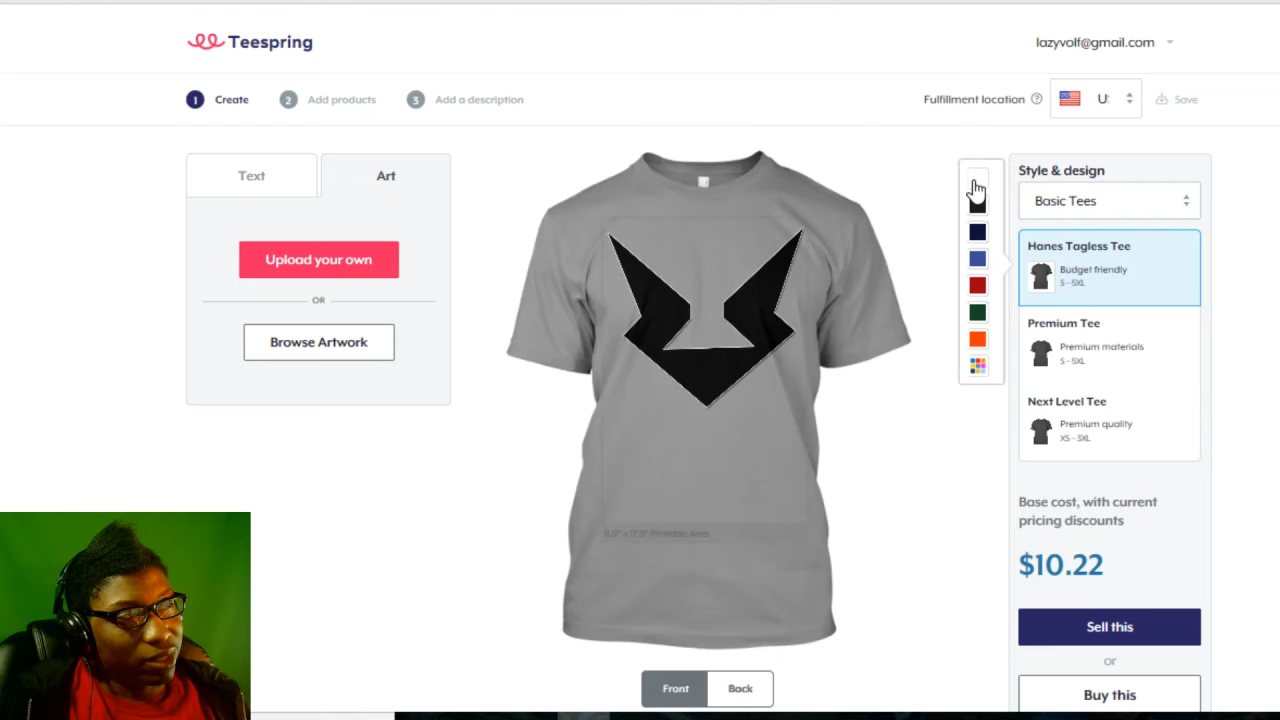 Teespring
lazyvolf@gmail.com
1 Create
2 Add products
3 Add a description
Fulfillment location ?
U:
Save
Text
Art
Upload your own
OR
Browse Artwork
Style & design
Basic Tees
Hanes Tagless Tee
Budget friendly
S-5XL
Premium Tee
Premium materials
S-5XL
Next Level Tee
Premium quality
XS-3XL
Printable Area
Base cost, with current
pricing discounts
$10.22
Sell this
or
Buy this
Front
Back